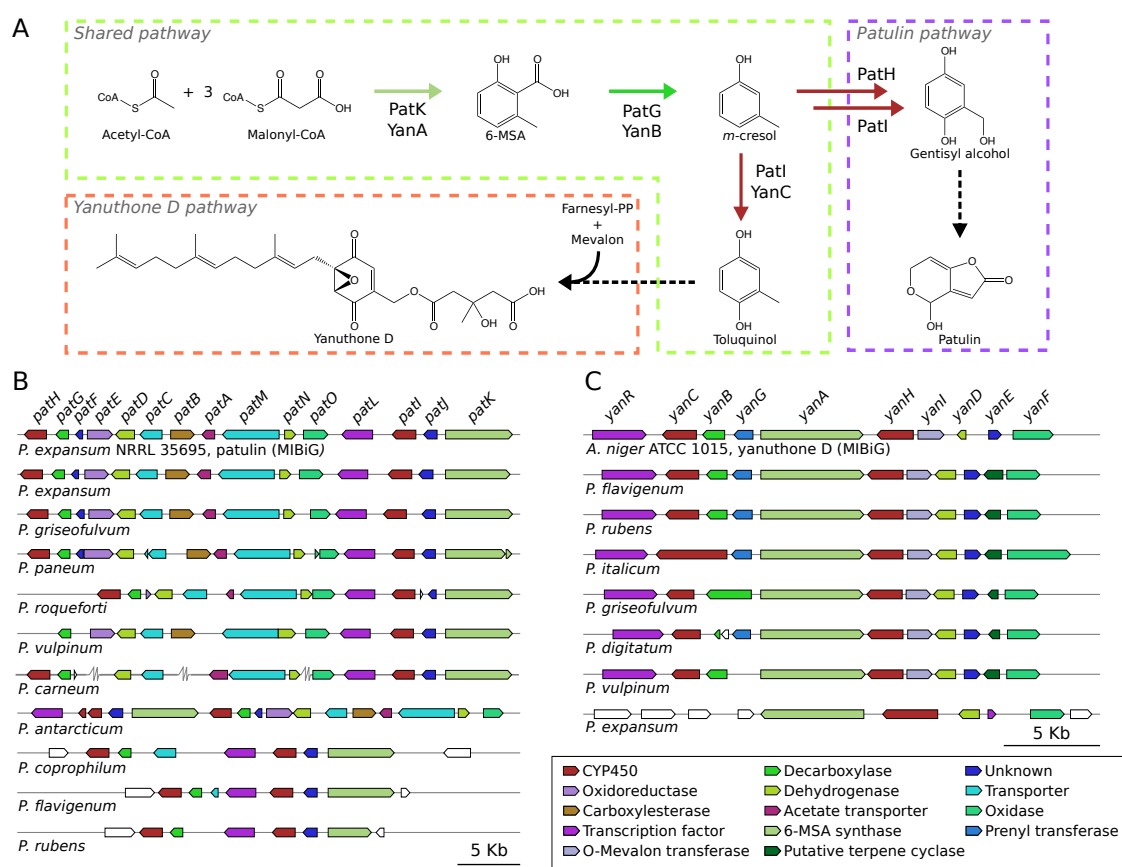 A
Shared pathway
Patulin pathway
OH
O
OH
OH
OH
CoA
S
O
+ 3
CoA
S
O
O
OH
PatK
YanA
O
OH
PatG
YanB
PatH
PatI
OH
OH
Acetyl-CoA
Malonyl-CoA
6-MSA
m-cresol
Gentisyl alcohol
PatI
YanC
Yanuthone D pathway
Farnesyl-PP
+
Mevalon
O
O
O
O
O
O
OH
OH
O
Yanuthone D
OH
OH
Toluquinol
O
O
O
OH
Patulin
B
patH
patG
patF
patE
patD
patC
patB
patA
patM
patN
patO
patL
patI
patJ
patK
P. expansum NRRL 35695, patulin (MIBiG)
P. expansum
P. griseofulvum
P. paneum
P. roqueforti
P. vulpinum
P. carneum
P. antarcticum
P. coprophilum
P. flavigenum
P. rubens
5 Kb
C
yanR
yanC
yanB
yanG
yanA
yanH
yanI
yanD
yanE
yanF
A. niger ATCC 1015, yanuthone D (MIBiG)
P. flavigenum
P. rubens
P. italicum
P. griseofulvum
P. digitatum
P. vulpinum
P. expansum
5 Kb
CYP450
Decarboxylase
Unknown
Oxidoreductase
Dehydrogenase
Transporter
Carboxylesterase
Acetate transporter
Oxidase
Transcription factor
6-MSA synthase
Prenyl transferase
O-Mevalon transferase
Putative terpene cyclase